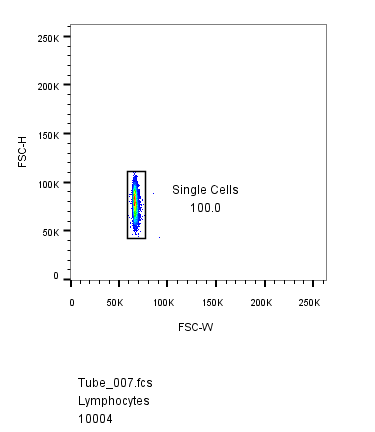 250K
200K
150K
FSC-H
Single Cells
100.0
100K
50K
0
0 50K 100K 150K 200K 250K
FSC-W
Tube_007.fcs
Lymphocytes
10004